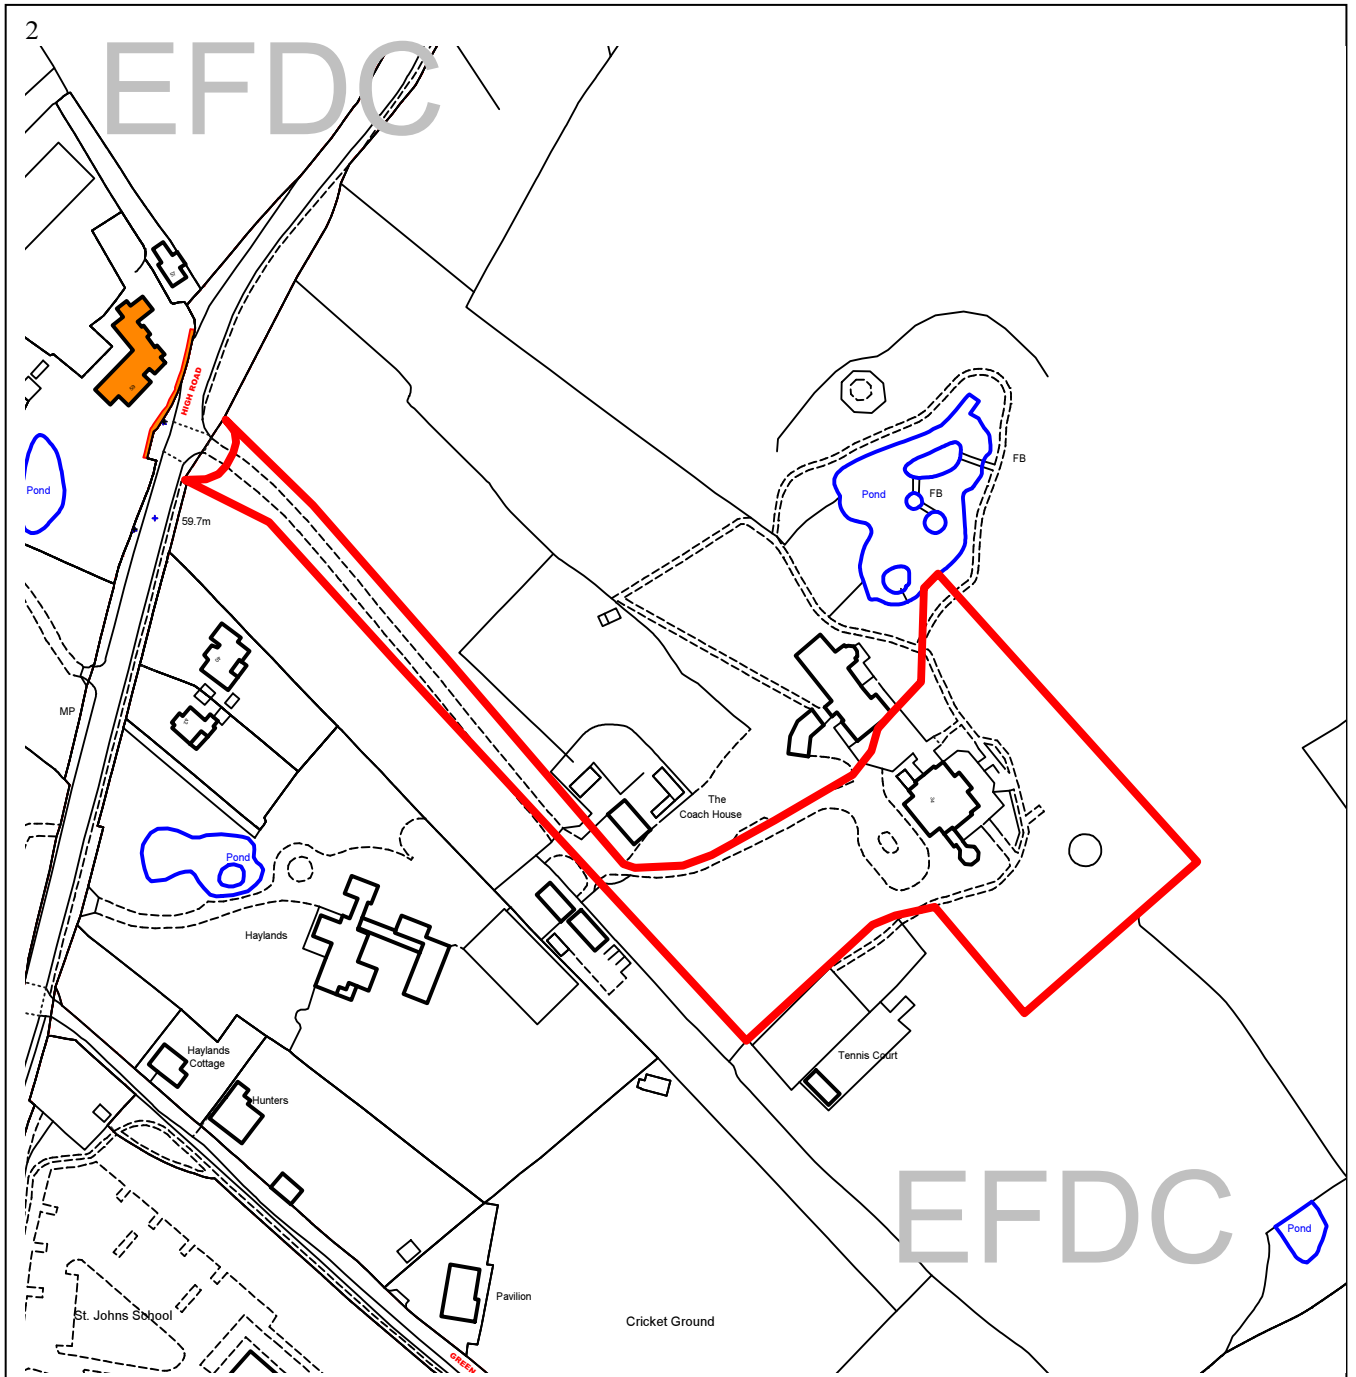 2
EFDC
HIGH ROAD
Pond
59.7m
FB
Pond
FB
MP
The
Coach House
Pond
Haylands
Haylands
Cottage
Hunters
Tennis Court
EFDC
Pond
Pavilion
St. Johns School
Cricket Ground
GREEN